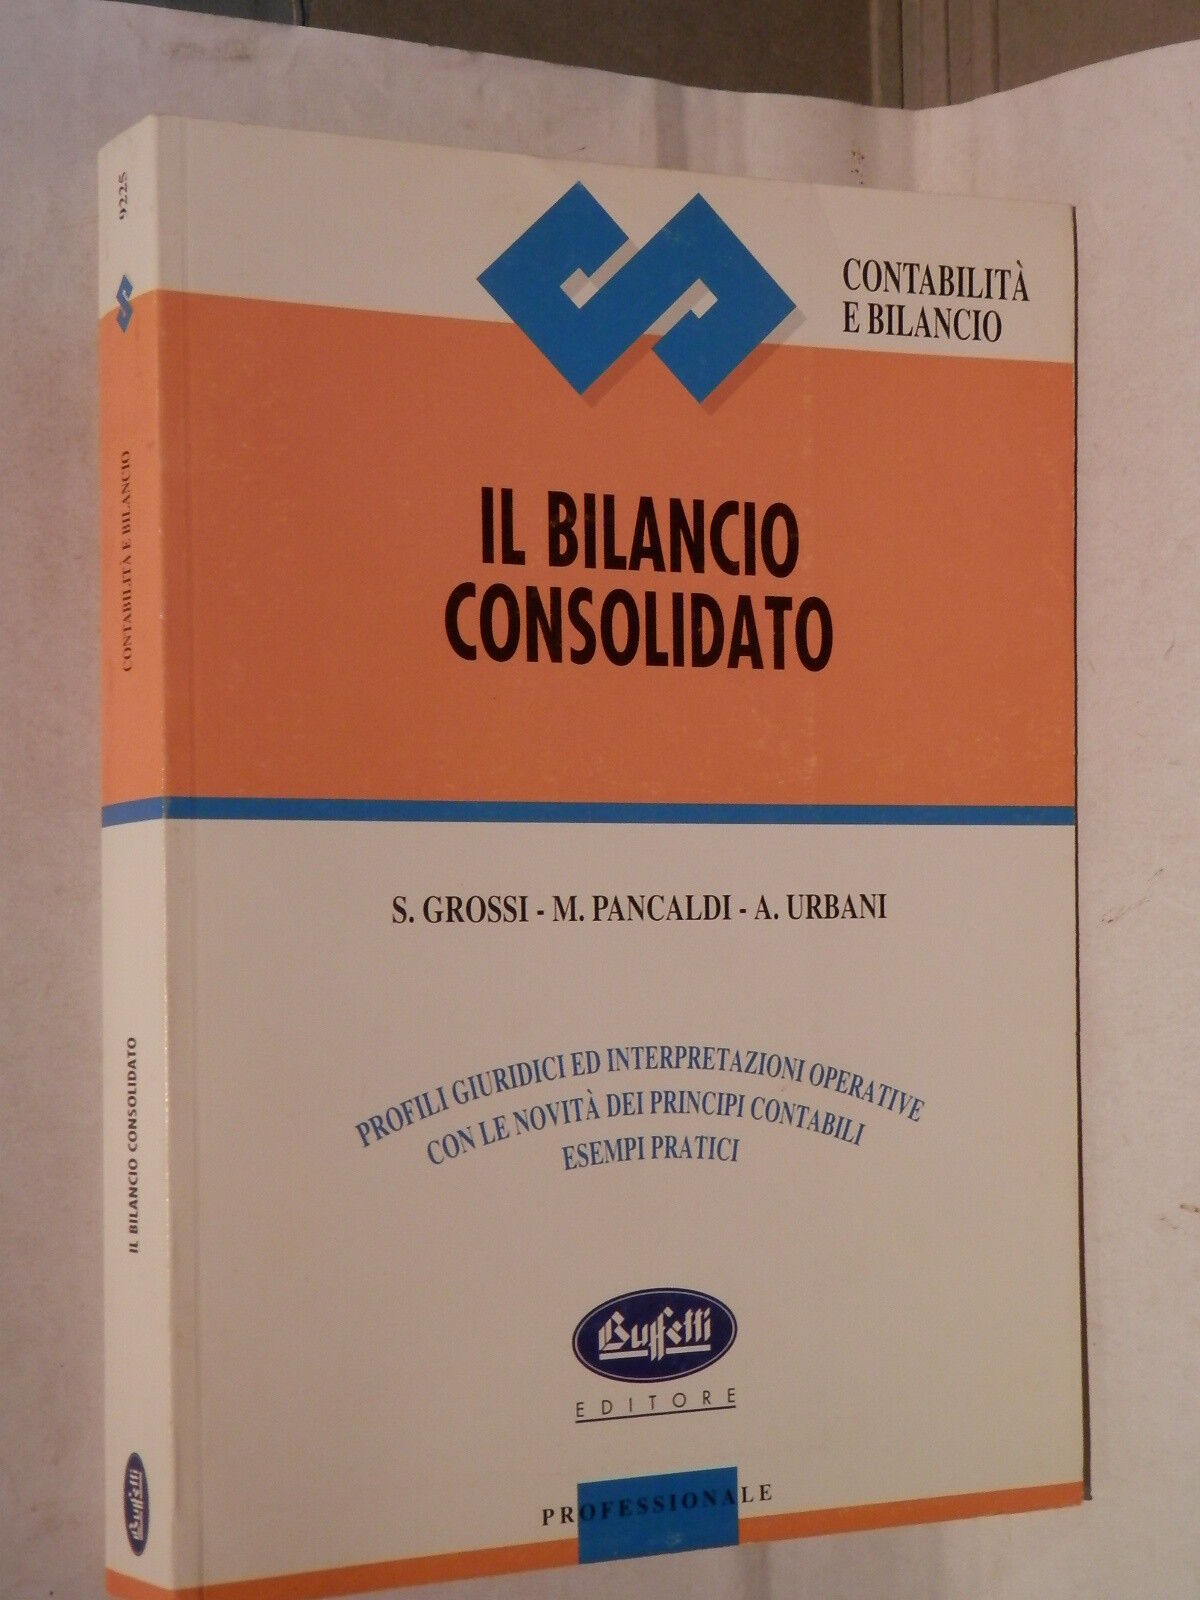 9225
CONTABILITÀ E BILANCIO
IL BILANCIO CONSOLIDATO
Buffetti
CONTABILITÀ
E BILANCIO
IL BILANCIO
CONSOLIDATO
S. GROSSI - M. PANCALDI - A. URBANI
PROFILI GIURIDICI ED INTERPRETAZIONI OPERATIVE
CON LE NOVITÀ DEI PRINCIPI CONTABILI
ESEMPI PRATICI
Buffetti
EDITORE
PROFESSIONALE